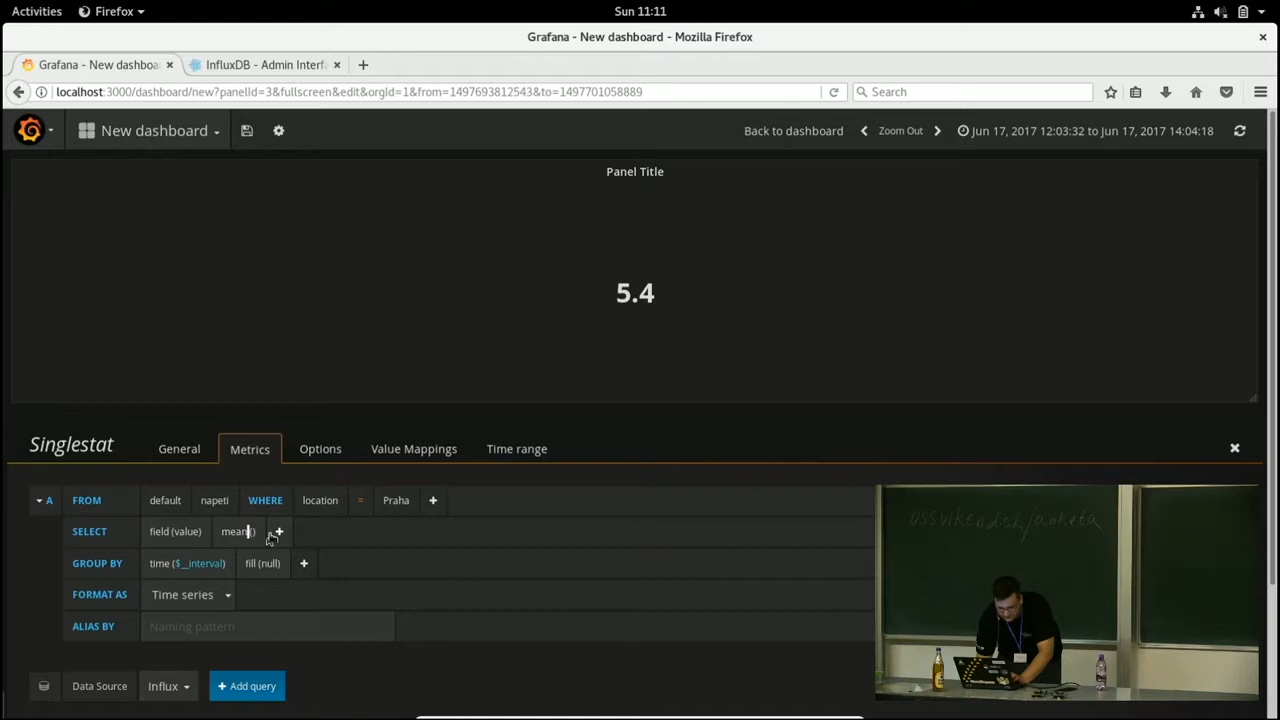 Activities Firefox Sun 11:11
Grafana - New dashboard - Mozilla Firefox
Grafana - New dashboa InfluxDB - Admin Interf
localhost:3000/dashboard/new?panelId=3&fullscreen&edit&orgId=1&from=1497693812543&to=1497701058889 Search
New dashboard Back to dashboard Zoom Out Jun 17, 2017 12:03:32 to Jun 17, 2017 14:04:18
Panel Title
5.4
Singlestat General Metrics Options Value Mappings Time range
A FROM default napeti WHERE location = Praha +
SELECT field (value) mean () +
GROUP BY time ($__interval) fill (null) +
FORMAT AS Time series
ALIAS BY Naming pattern
Data Source Influx + Add query